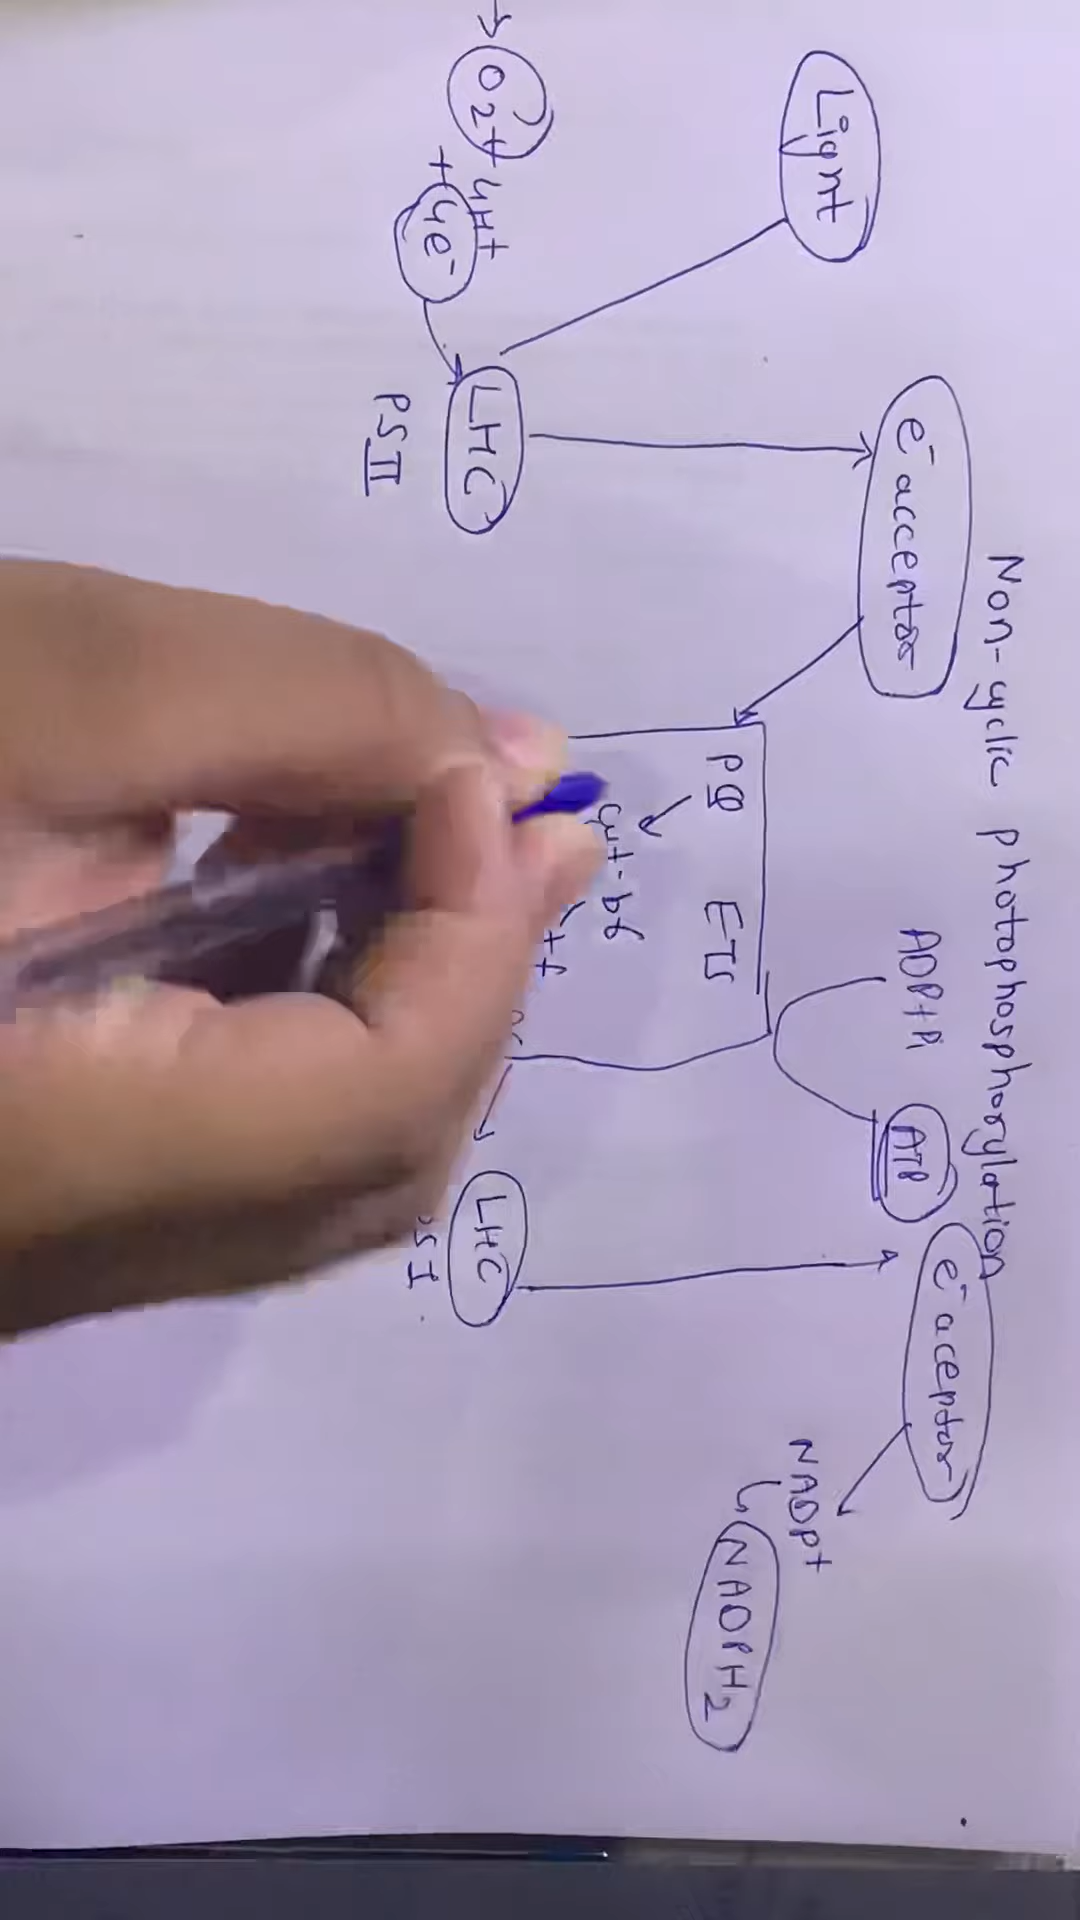 Non-cyclic photophosphorylation
Light
e⁻ acceptor
ADP+Pi
ATP
e⁻ aceptor
NADP+
NADPH2
PQ
ETS
cyt-b6
→ O2 + 4H+
+ 4e⁻
LHC
PS II
LHC